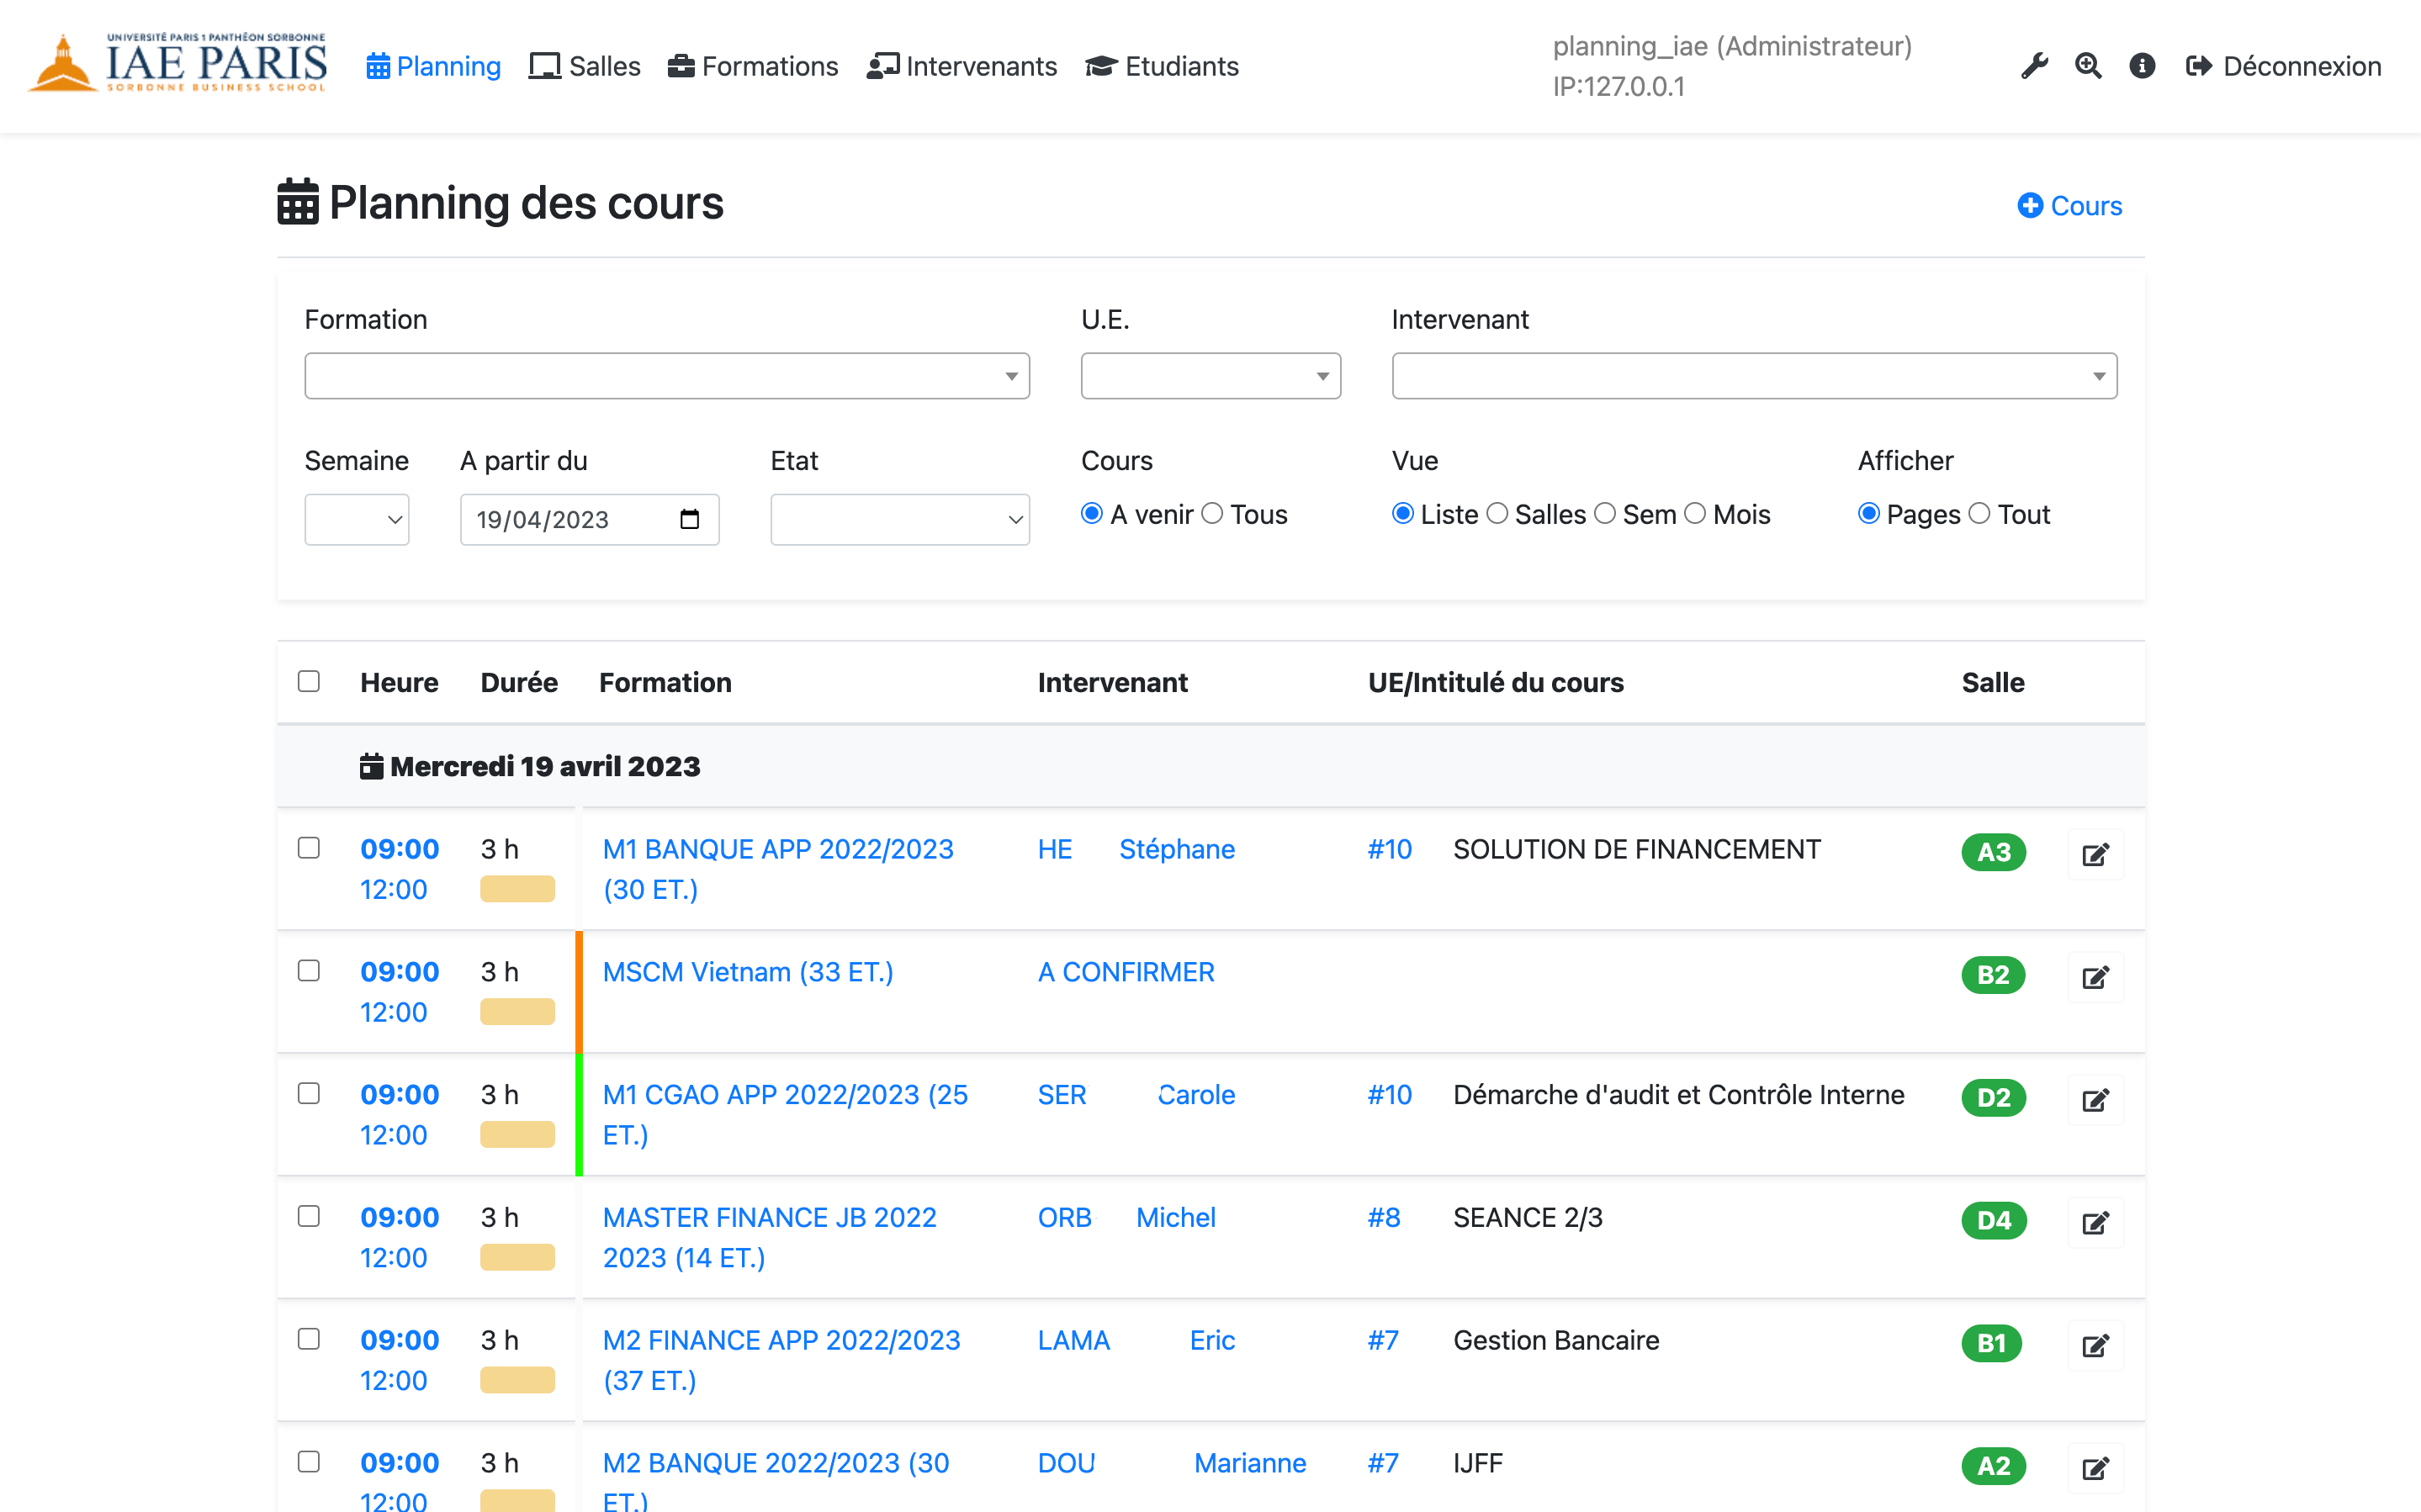 UNIVERSITÉ PARIS 1 PANTHÉON SORBONNE
IAE PARIS
SORBONNE BUSINESS SCHOOL
Planning Salles Formations Intervenants Etudiants
planning_iae (Administrateur)
IP:127.0.0.1
Déconnexion
Planning des cours
Cours
Formation U.E. Intervenant
Semaine A partir du Etat Cours Vue Afficher
19/04/2023 A venir Tous Liste Salles Sem Mois Pages Tout
Heure Durée Formation Intervenant UE/Intitulé du cours Salle
Mercredi 19 avril 2023
09:00 3 h M1 BANQUE APP 2022/2023 HE Stéphane #10 SOLUTION DE FINANCEMENT A3
12:00 (30 ET.)
09:00 3 h MSCM Vietnam (33 ET.) A CONFIRMER B2
12:00
09:00 3 h M1 CGAO APP 2022/2023 (25 SER Carole #10 Démarche d'audit et Contrôle Interne D2
12:00 ET.)
09:00 3 h MASTER FINANCE JB 2022 ORB Michel #8 SEANCE 2/3 D4
12:00 2023 (14 ET.)
09:00 3 h M2 FINANCE APP 2022/2023 LAMA Eric #7 Gestion Bancaire B1
12:00 (37 ET.)
09:00 3 h M2 BANQUE 2022/2023 (30 DOU Marianne #7 IJFF A2
12:00 ET.)